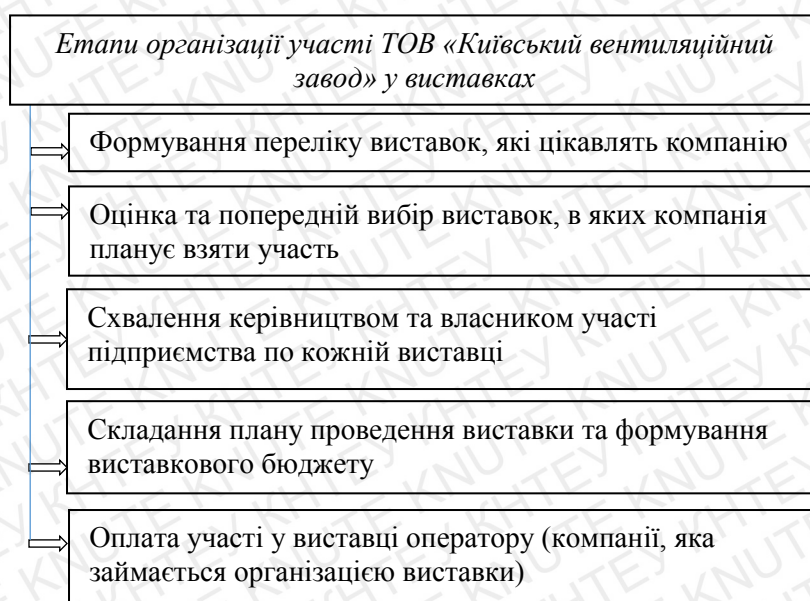 Етапи організації участі ТОВ «Київський вентиляційний
завод» у виставках
Формування переліку виставок, які цікавлять компанію
Оцінка та попередній вибір виставок, в яких компанія
планує взяти участь
Схвалення керівництвом та власником участі
підприємства по кожній виставці
Складання плану проведення виставки та формування
виставкового бюджету
Оплата участі у виставці оператору (компанії, яка
займається організацією виставки)